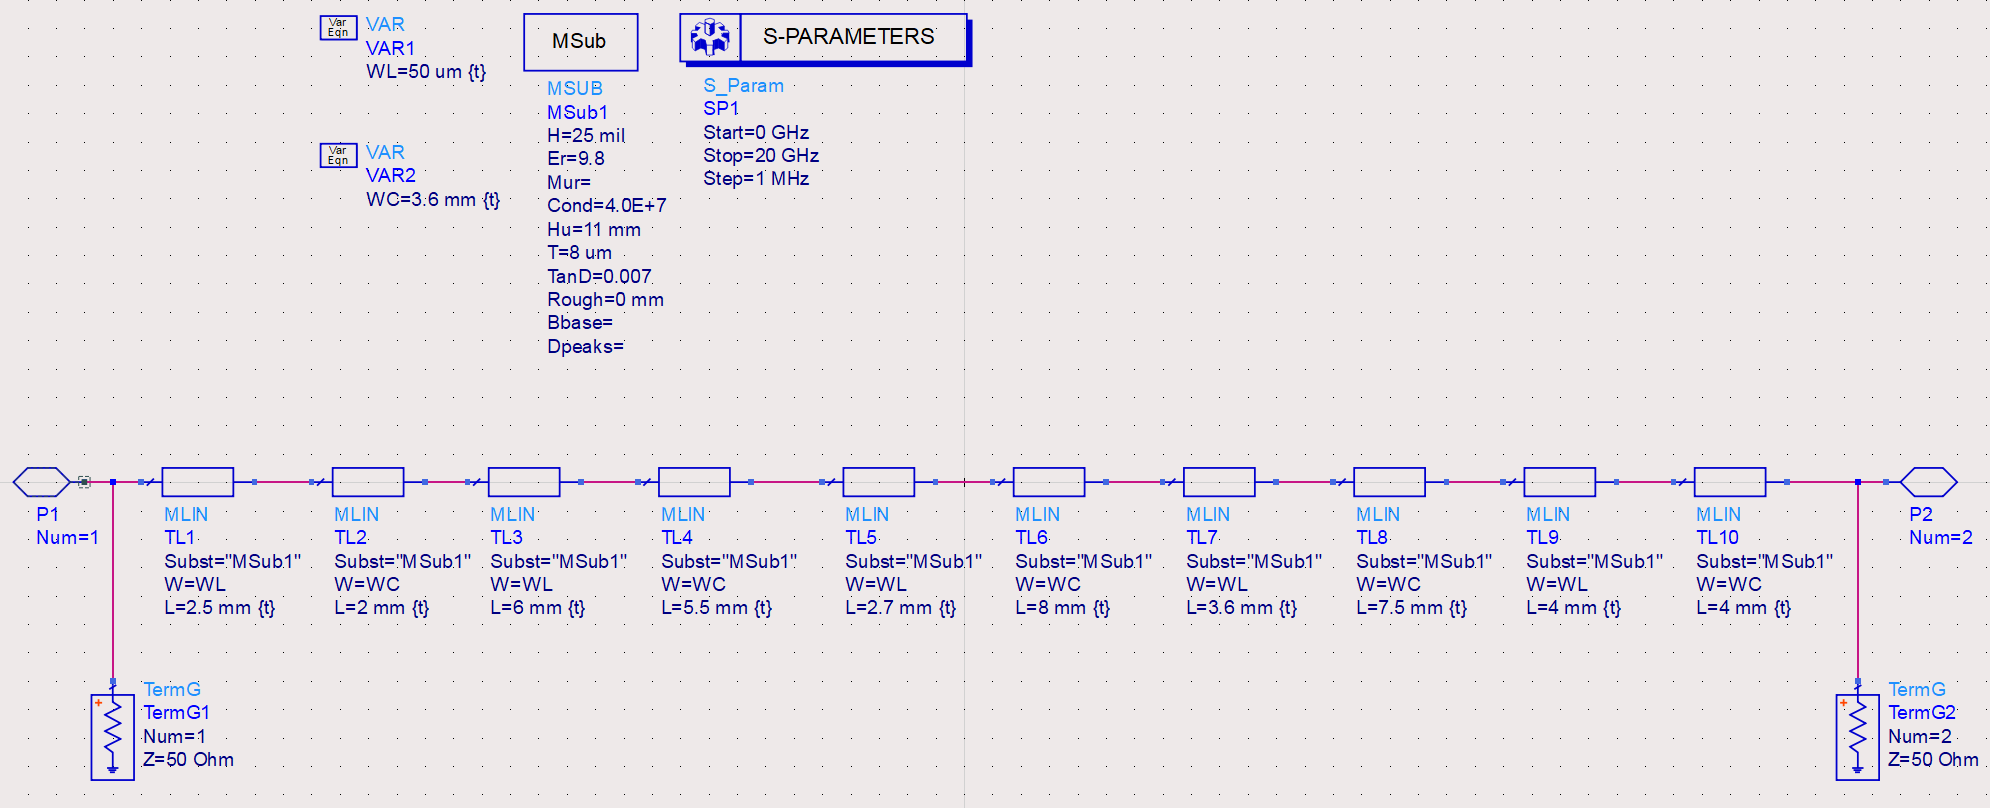 Var
Eqn
VAR
VAR1
WL=50 um {t}
Var
Eqn
VAR
VAR2
WC=3.6 mm {t}
MSub
MSUB
MSub1
H=25 mil
Er=9.8
Mur=
Cond=4.0E+7
Hu=11 mm
T=8 um
TanD=0.007
Rough=0 mm
Bbase=
Dpeaks=
S-PARAMETERS
S_Param
SP1
Start=0 GHz
Stop=20 GHz
Step=1 MHz
P1
Num=1
MLIN
TL1
Subst="MSub1"
W=WL
L=2.5 mm {t}
MLIN
TL2
Subst="MSub1"
W=WC
L=2 mm {t}
MLIN
TL3
Subst="MSub1"
W=WL
L=6 mm {t}
MLIN
TL4
Subst="MSub1"
W=WC
L=5.5 mm {t}
MLIN
TL5
Subst="MSub1"
W=WL
L=2.7 mm {t}
MLIN
TL6
Subst="MSub1"
W=WC
L=8 mm {t}
MLIN
TL7
Subst="MSub1"
W=WL
L=3.6 mm {t}
MLIN
TL8
Subst="MSub1"
W=WC
L=7.5 mm {t}
MLIN
TL9
Subst="MSub1"
W=WL
L=4 mm {t}
MLIN
TL10
Subst="MSub1"
W=WC
L=4 mm {t}
P2
Num=2
+
TermG
TermG1
Num=1
Z=50 Ohm
+
TermG
TermG2
Num=2
Z=50 Ohm